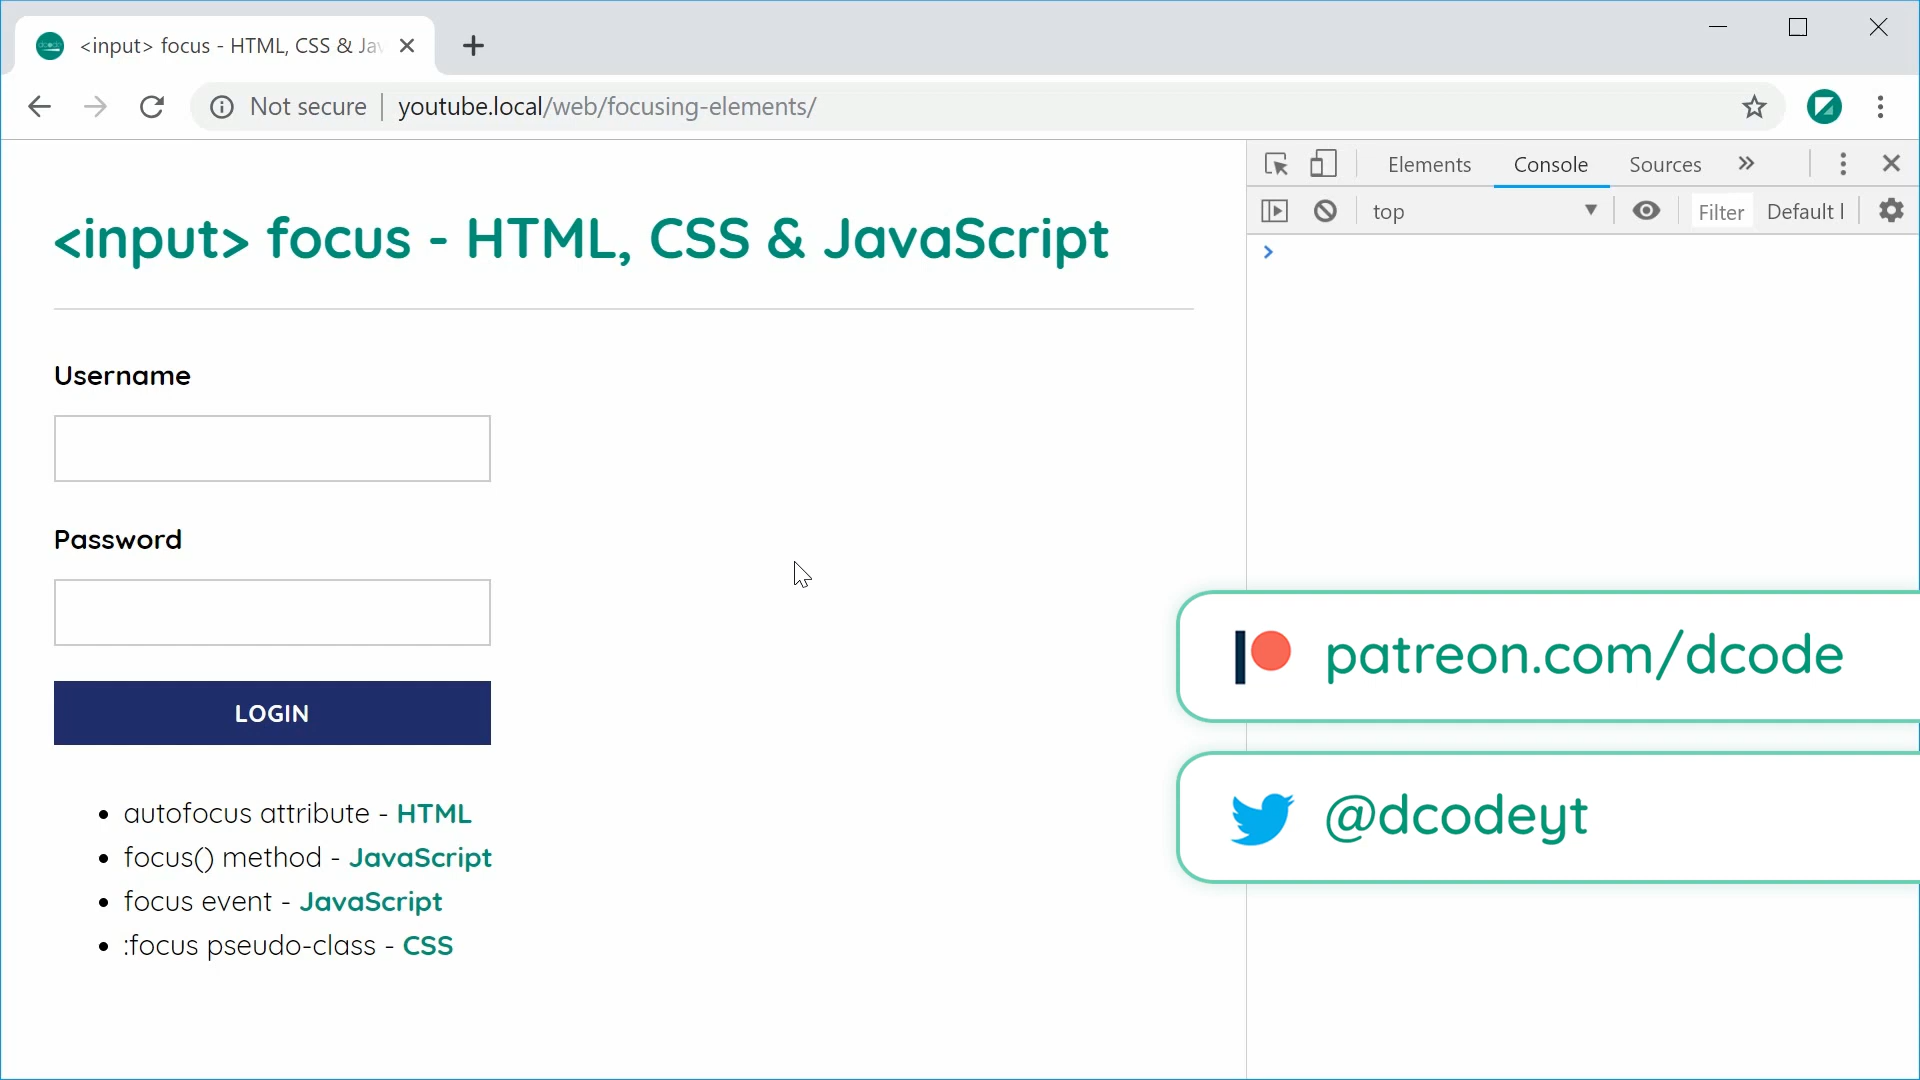 <input> focus - HTML, CSS & Jav
Not secure | youtube.local/web/focusing-elements/
Elements Console Sources »
top Filter Default l
<input> focus - HTML, CSS & JavaScript
Username
Password
LOGIN
• autofocus attribute - HTML
• focus() method - JavaScript
• focus event - JavaScript
• :focus pseudo-class - CSS
patreon.com/dcode
@dcodeyt